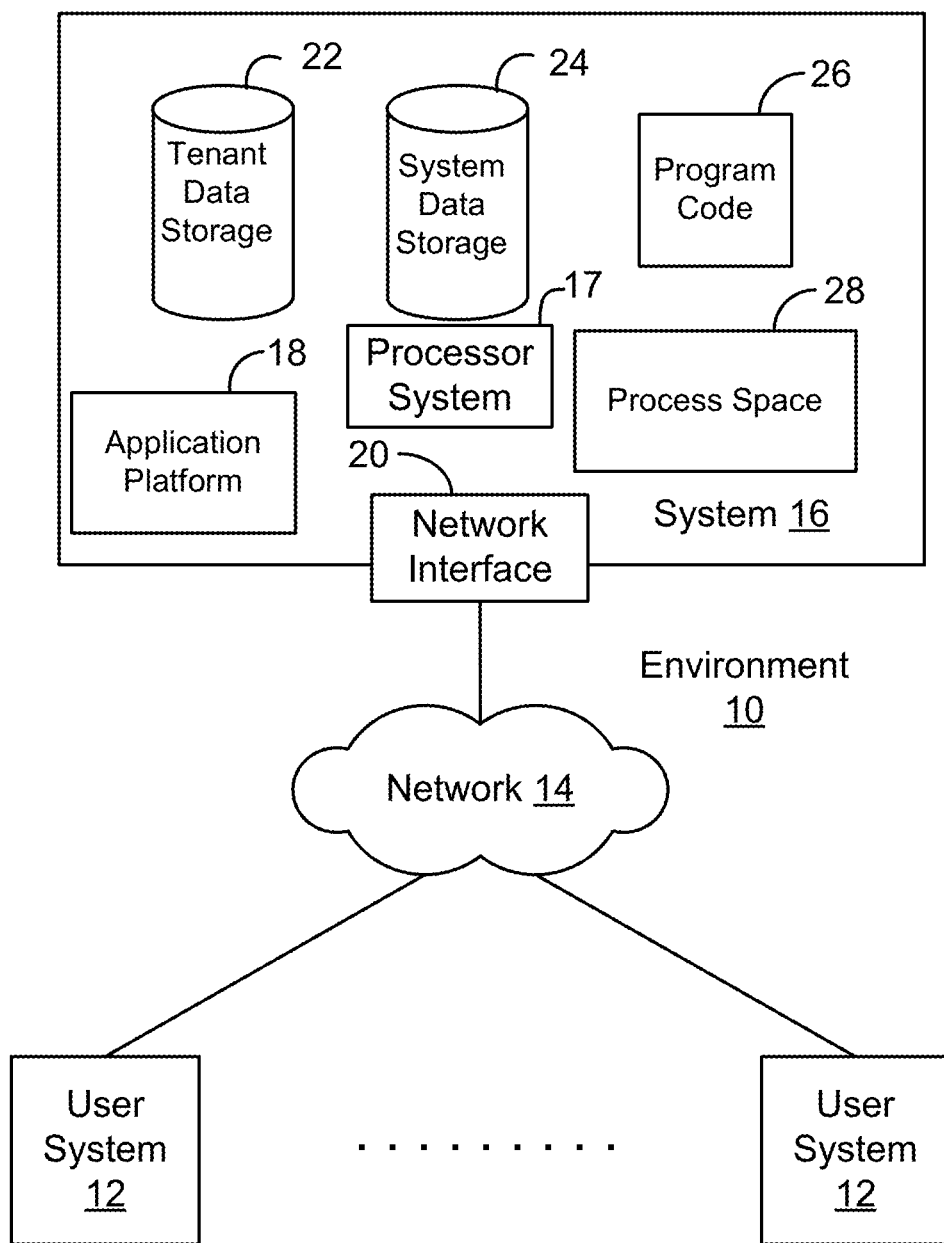 22
24
26
Tenant
Data
Storage
System
Data
Storage
Program
Code
17
28
18
Processor
System
Process Space
Application
Platform
20
Network
Interface
System 16
Environment
10
Network 14
User
System
12
User
System
12